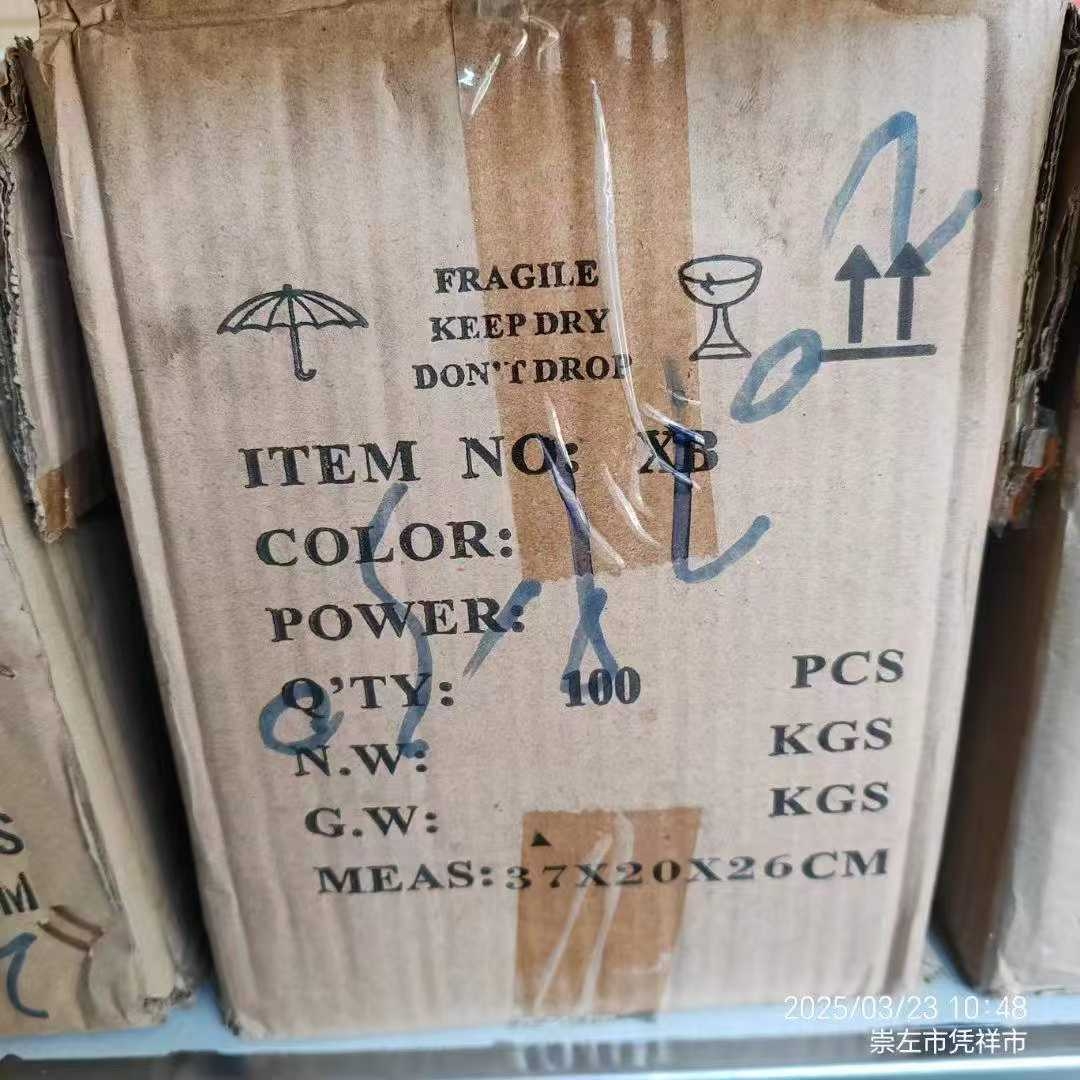 FRAGILE
KEEP DRY
DON'T DROP
ITEM NO: XB
COLOR:
POWER:
Q'TY: 100 PCS
N.W: KGS
G.W: KGS
MEAS:37X20X26CM
S
M
2025/03/23 10:48
崇左市凭祥市